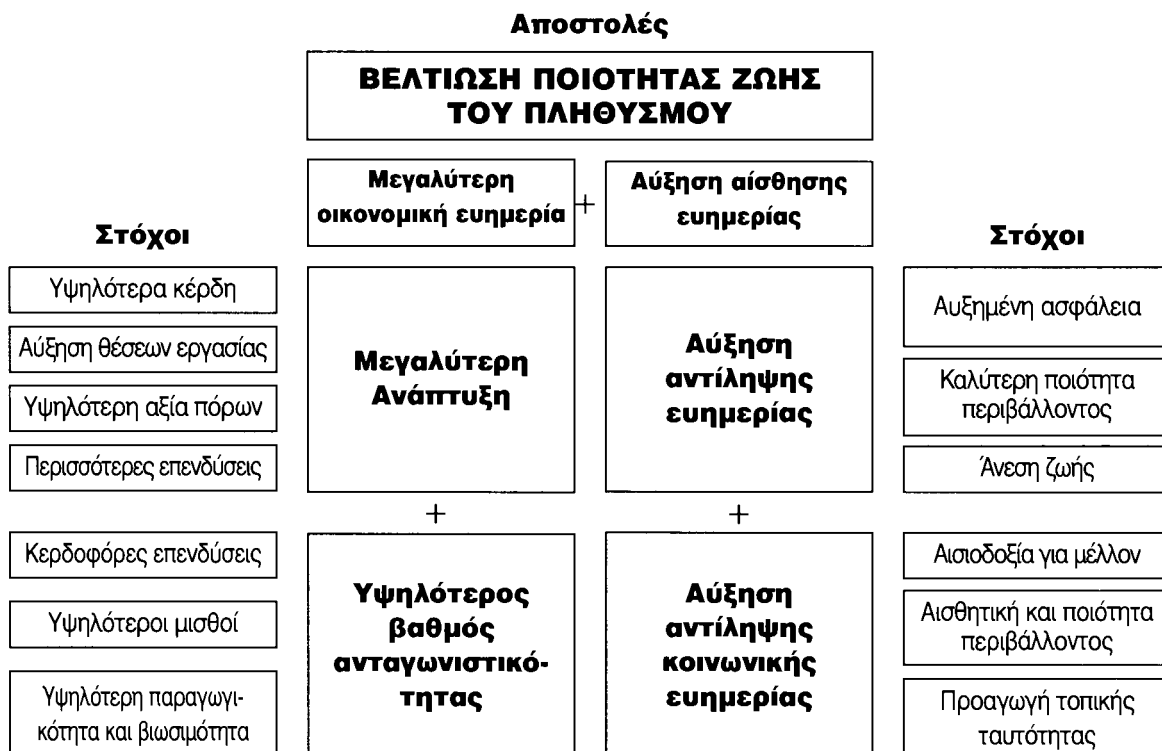 Αποστολές
ΒΕΛΤΙΩΣΗ ΠΟΙΟΤΗΤΑΣ ΖΩΗΣ
ΤΟΥ ΠΛΗΘΥΣΜΟΥ
Μεγαλύτερη
οικονομική ευημερία
+
Αύξηση αίσθησης
ευημερίας
Στόχοι
Υψηλότερα κέρδη
Αύξηση θέσεων εργασίας
Υψηλότερη αξία πόρων
Περισσότερες επενδύσεις
Μεγαλύτερη
Ανάπτυξη
Αύξηση
αντίληψης
ευημερίας
Στόχοι
Αυξημένη ασφάλεια
Καλύτερη ποιότητα
περιβάλλοντος
Άνεση ζωής
+
+
Κερδοφόρες επενδύσεις
Υψηλότεροι μισθοί
Υψηλότερη παραγωγι-
κότητα και βιωσιμότητα
Υψηλότερος
βαθμός
ανταγωνιστικό-
τητας
Αύξηση
αντίληψης
κοινωνικής
ευημερίας
Αισιοδοξία για μέλλον
Αισθητική και ποιότητα
περιβάλλοντος
Προαγωγή τοπικής
ταυτότητας